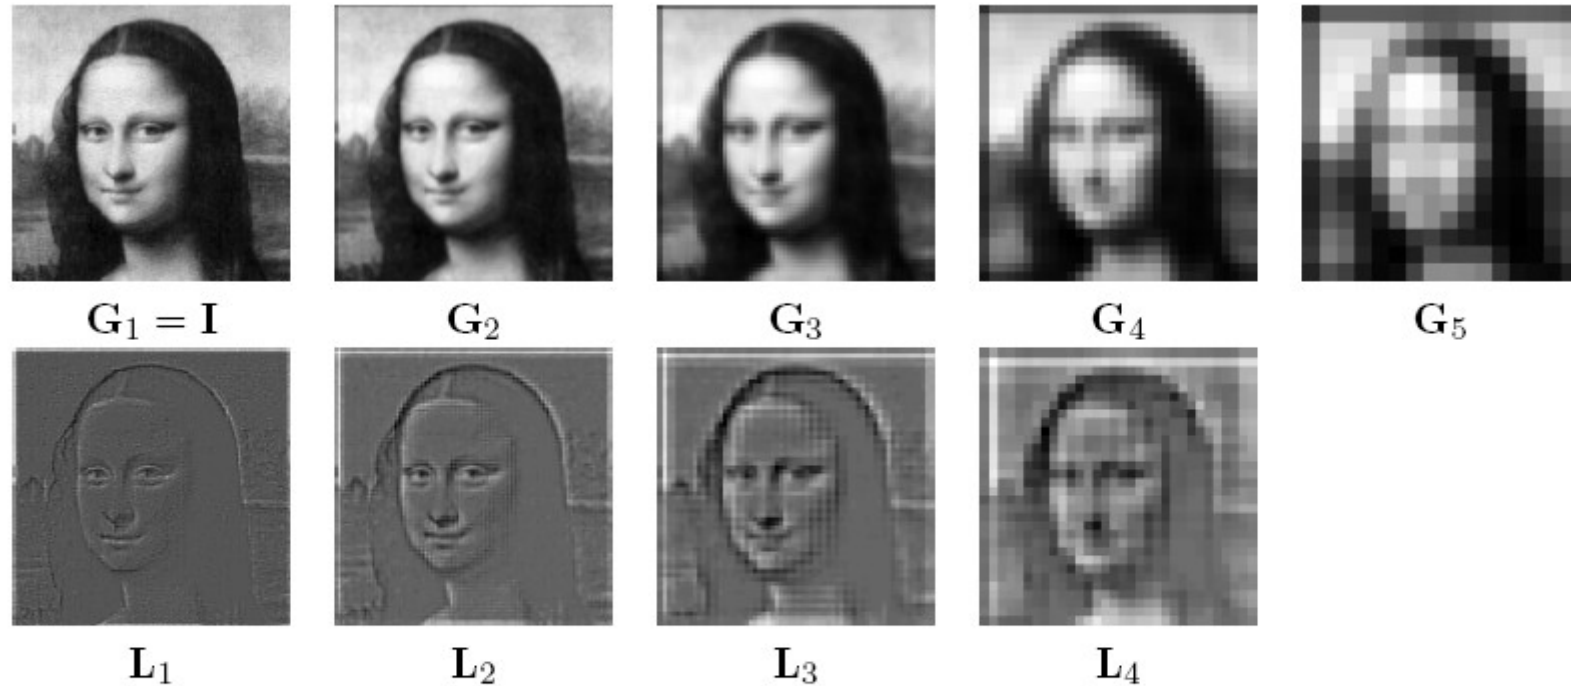 G₁ = I G₂ G₃ G₄ G₅
L₁ L₂ L₃ L₄